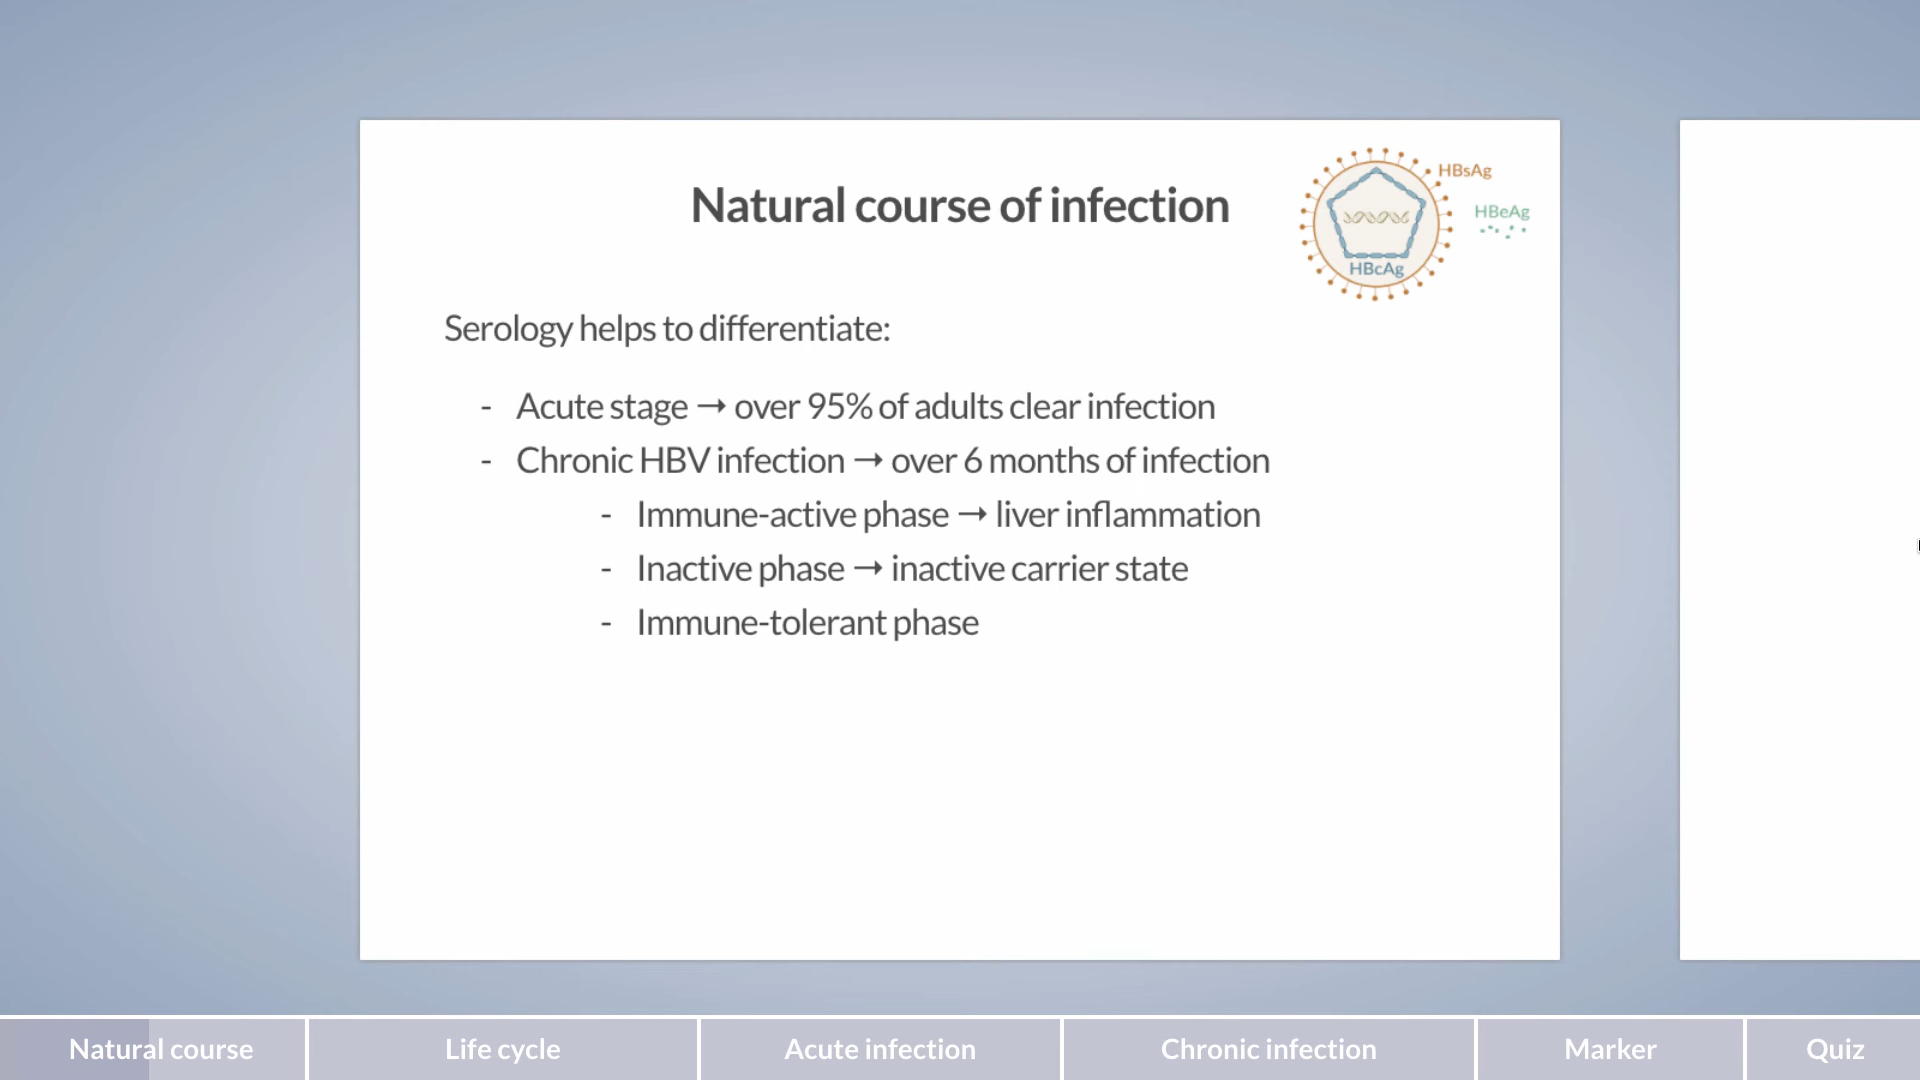 Natural course of infection
HBsAg
HBeAg
HBcAg
Serology helps to differentiate:
- Acute stage → over 95% of adults clear infection
- Chronic HBV infection → over 6 months of infection
- Immune-active phase → liver inflammation
- Inactive phase → inactive carrier state
- Immune-tolerant phase
Natural course
Life cycle
Acute infection
Chronic infection
Marker
Quiz